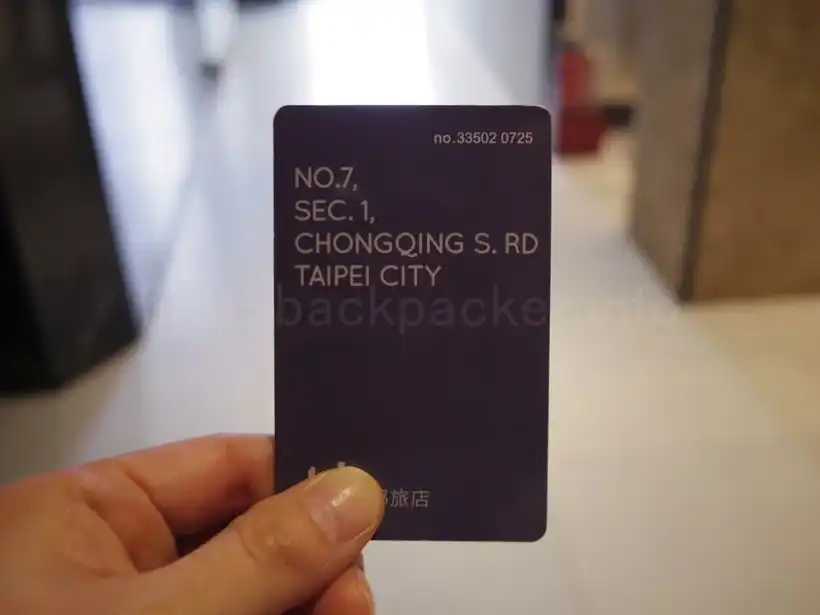 no.33502 0725
NO.7,
SEC. 1,
CHONGQING S. RD
TAIPEI CITY
backpacke
旅店